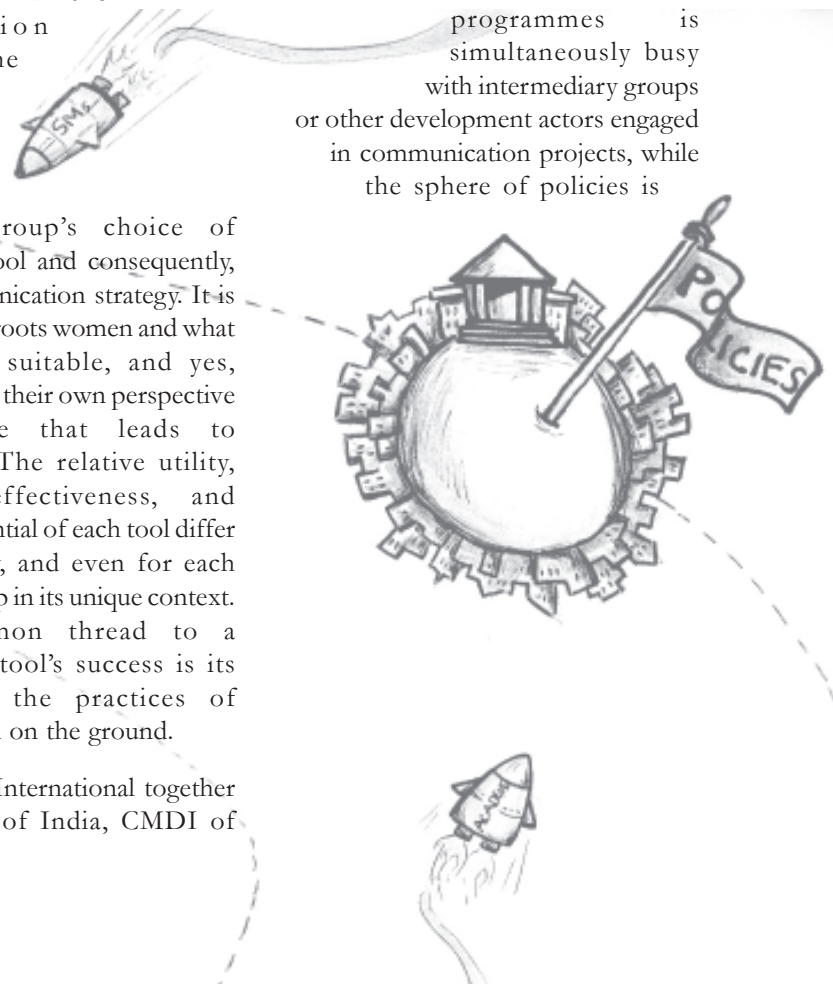 ion
programmes is
simultaneously busy
with intermediary groups
or other development actors engaged
in communication projects, while
the sphere of policies is
SMs
roup's choice of
ool and consequently,
nication strategy. It is
roots women and what
suitable, and yes,
their own perspective
e that leads to
The relative utility,
effectiveness, and
ntial of each tool differ
, and even for each
p in its unique context.
non thread to a
tool's success is its
the practices of
on the ground.
International together
of India, CMDI of
POLICIES